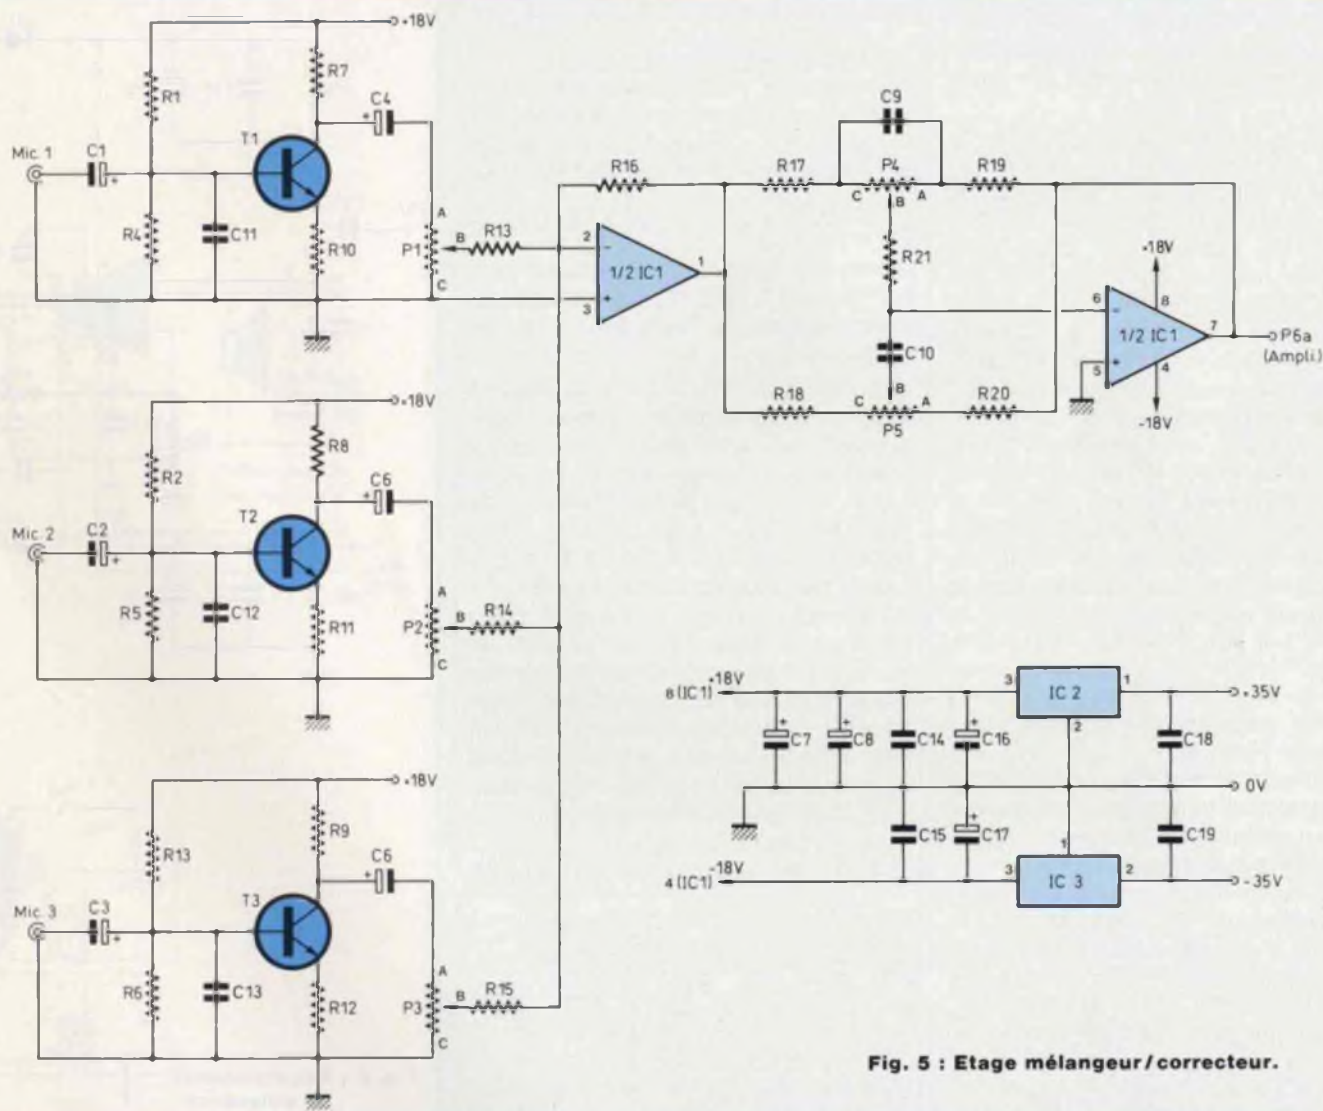 +18V
R7
C4
+
R1
T1
Mic. 1
C1
+
R4
C11
R10
A
P1
B
C
R13
R16
2
-
1/2 IC1
1
+
3
C9
R17
P4
R19
C
B
A
R21
C10
B
R18
C
A
R20
P5
-18V
6
-
8
1/2 IC1
7
P6a
(Ampli.)
5
+
4
-18V
+18V
R8
C6
+
R2
T2
Mic. 2
C2
+
R5
C12
R11
A
P2
B
C
R14
+18V
R9
C6
+
R13
T3
Mic. 3
C3
+
R6
C13
R12
A
P3
B
C
R15
8 (IC1)
+18V
3
IC 2
1
+35V
2
+
C7
+
C8
C14
+
C16
C18
0V
C15
+
C17
1
C19
4 (IC1)
-18V
3
IC 3
2
-35V
Fig. 5 : Etage mélangeur/correcteur.